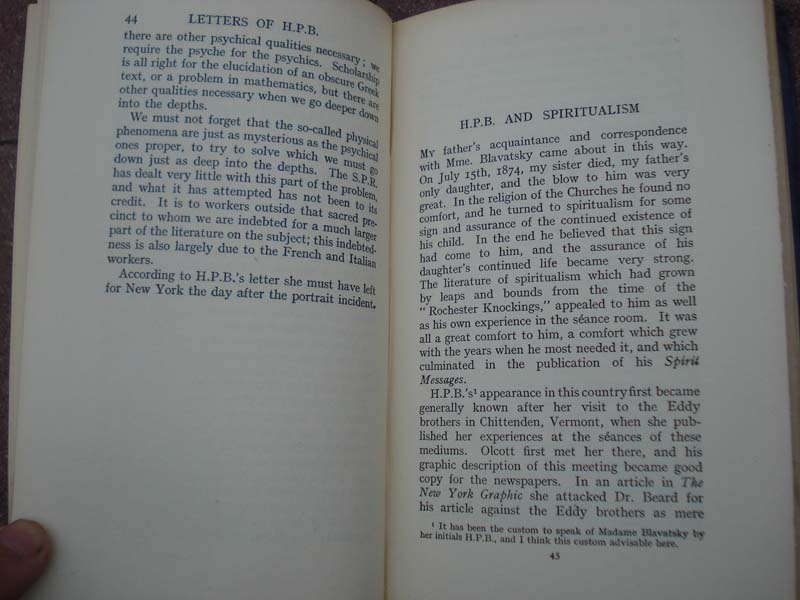 44 LETTERS OF H.P.B.
there are other psychical qualities necessary; we
require the psyche for the psychics. Scholarship
is all right for the elucidation of an obscure Greek
text, or a problem in mathematics, but there are
other qualities necessary when we go deeper down
into the depths.
We must not forget that the so-called physical
phenomena are just as mysterious as the psychical
ones proper, to try to solve which we must go
down just as deep into the depths. The S.P.R.
has dealt very little with this part of the problem,
and what it has attempted has not been to its
credit. It is to workers outside that sacred pre-
cinct to whom we are indebted for a much larger
part of the literature on the subject; this indebted-
ness is also largely due to the French and Italian
workers.
According to H.P.B.'s letter she must have left
for New York the day after the portrait incident.
H.P.B. AND SPIRITUALISM
MY father's acquaintance and correspondence
with Mme. Blavatsky came about in this way.
On July 15th, 1874, my sister died, my father's
only daughter, and the blow to him was very
great. In the religion of the Churches he found no
comfort, and he turned to spiritualism for some
sign and assurance of the continued existence of
his child. In the end he believed that this sign
had come to him, and the assurance of his
daughter's continued life became very strong.
The literature of spiritualism which had grown
by leaps and bounds from the time of the
"Rochester Knockings," appealed to him as well
as his own experience in the séance room. It was
all a great comfort to him, a comfort which grew
with the years when he most needed it, and which
culminated in the publication of his Spirit
Messages.
H.P.B.'s¹ appearance in this country first became
generally known after her visit to the Eddy
brothers in Chittenden, Vermont, when she pub-
lished her experiences at the séances of these
mediums. Olcott first met her there, and his
graphic description of this meeting became good
copy for the newspapers. In an article in The
New York Graphic she attacked Dr. Beard for
his article against the Eddy brothers as mere
¹ It has been the custom to speak of Madame Blavatsky by
her initials H.P.B., and I think this custom advisable here.
45